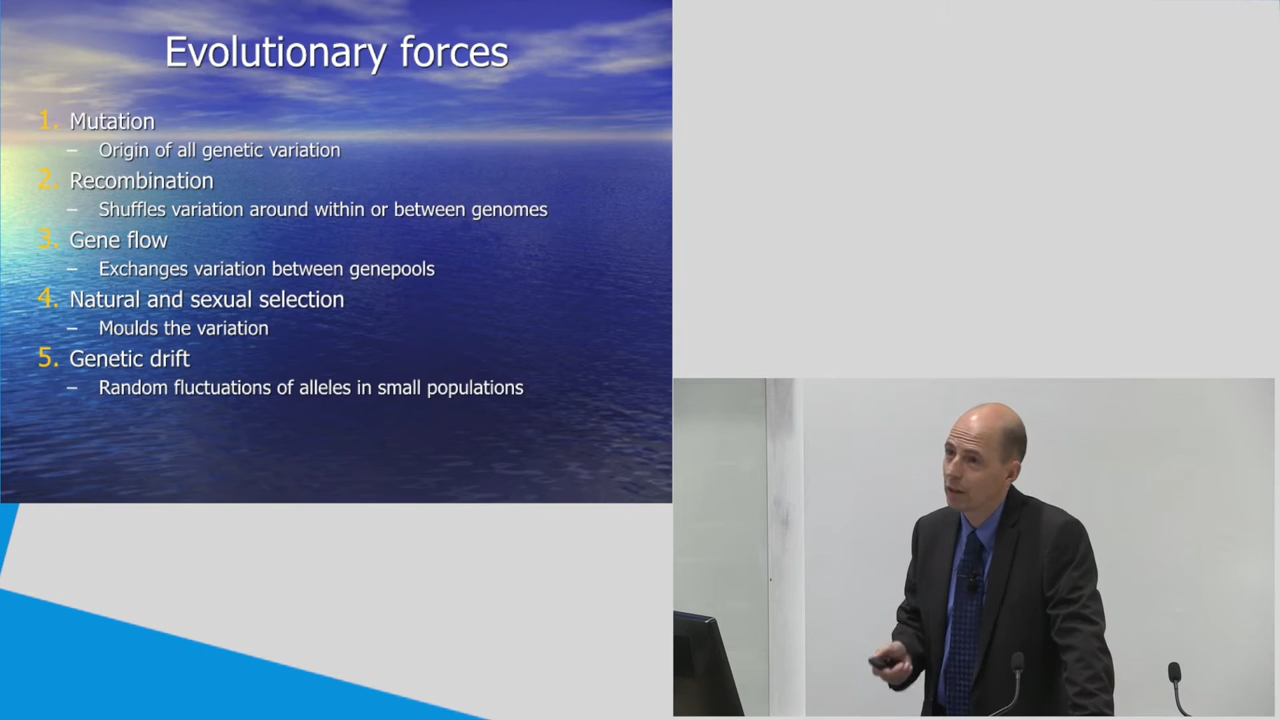 Evolutionary forces
1. Mutation
– Origin of all genetic variation
2. Recombination
– Shuffles variation around within or between genomes
3. Gene flow
– Exchanges variation between genepools
4. Natural and sexual selection
– Moulds the variation
5. Genetic drift
– Random fluctuations of alleles in small populations